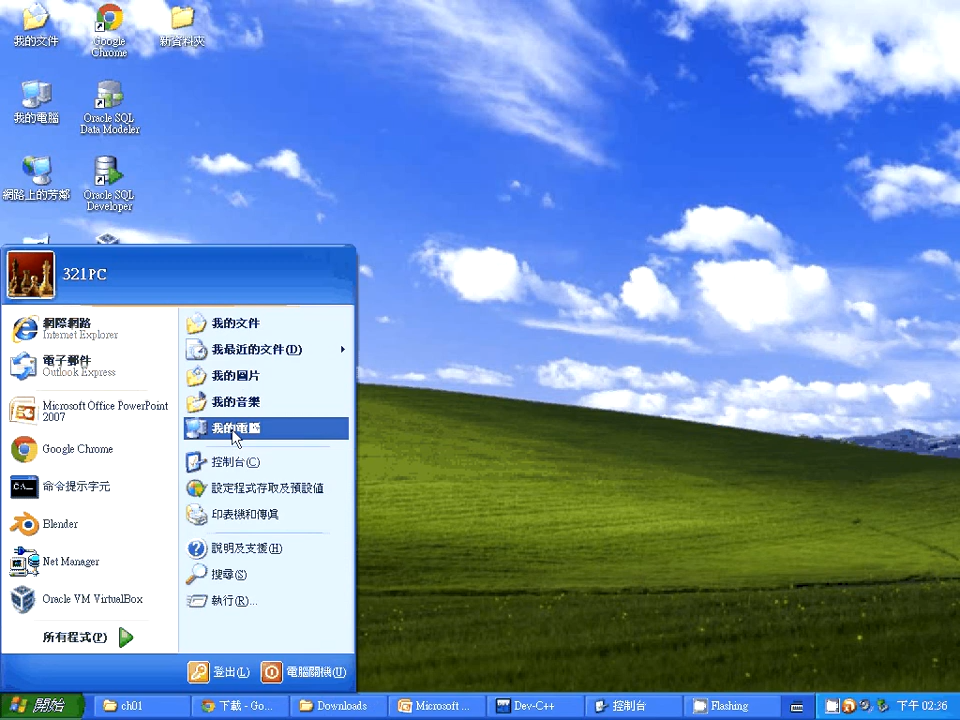 我的文件
Google
Chrome
新資料夾
我的電腦
Oracle SQL
Data Modeler
網路上的芳鄰
Oracle SQL
Developer
321PC
網際網路
Internet Explorer
電子郵件
Outlook Express
Microsoft Office PowerPoint
2007
Google Chrome
命令提示字元
Blender
Net Manager
Oracle VM VirtualBox
所有程式(P)
我的文件
我最近的文件(D)
我的圖片
我的音樂
我的電腦
控制台(C)
設定程式存取及預設值
印表機和傳真
說明及支援(H)
搜尋(S)
執行(R)...
登出(L)
電腦關機(U)
開始
ch01
下載 - Go...
Downloads
Microsoft ...
Dev-C++
控制台
Flashing
下午 02:36